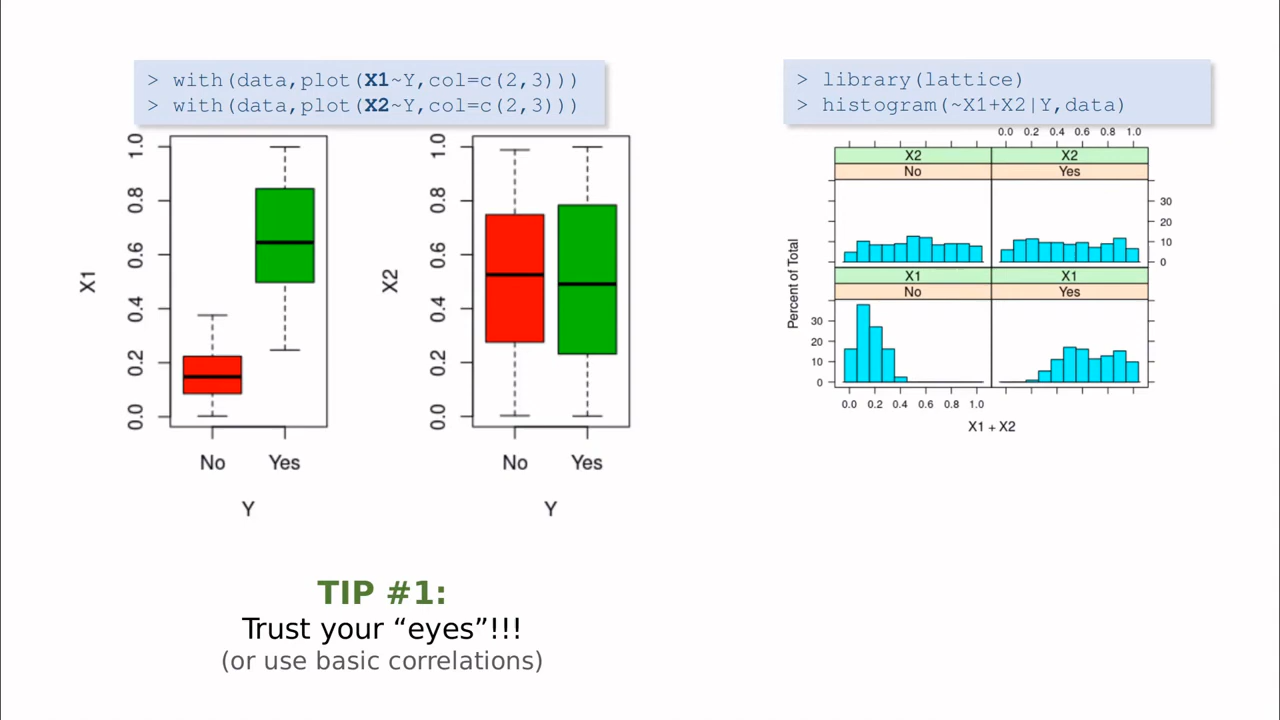 > with(data,plot(X1~Y,col=c(2,3)))
> with(data,plot(X2~Y,col=c(2,3)))
X1
0.0 0.2 0.4 0.6 0.8 1.0
No Yes
Y
X2
0.0 0.2 0.4 0.6 0.8 1.0
No Yes
Y
> library(lattice)
> histogram(~X1+X2|Y,data)
0.0 0.2 0.4 0.6 0.8 1.0
X2 X2
No Yes
30
20
10
0
X1 X1
No Yes
Percent of Total
30
20
10
0
0.0 0.2 0.4 0.6 0.8 1.0
X1 + X2
TIP #1:
Trust your “eyes”!!!
(or use basic correlations)